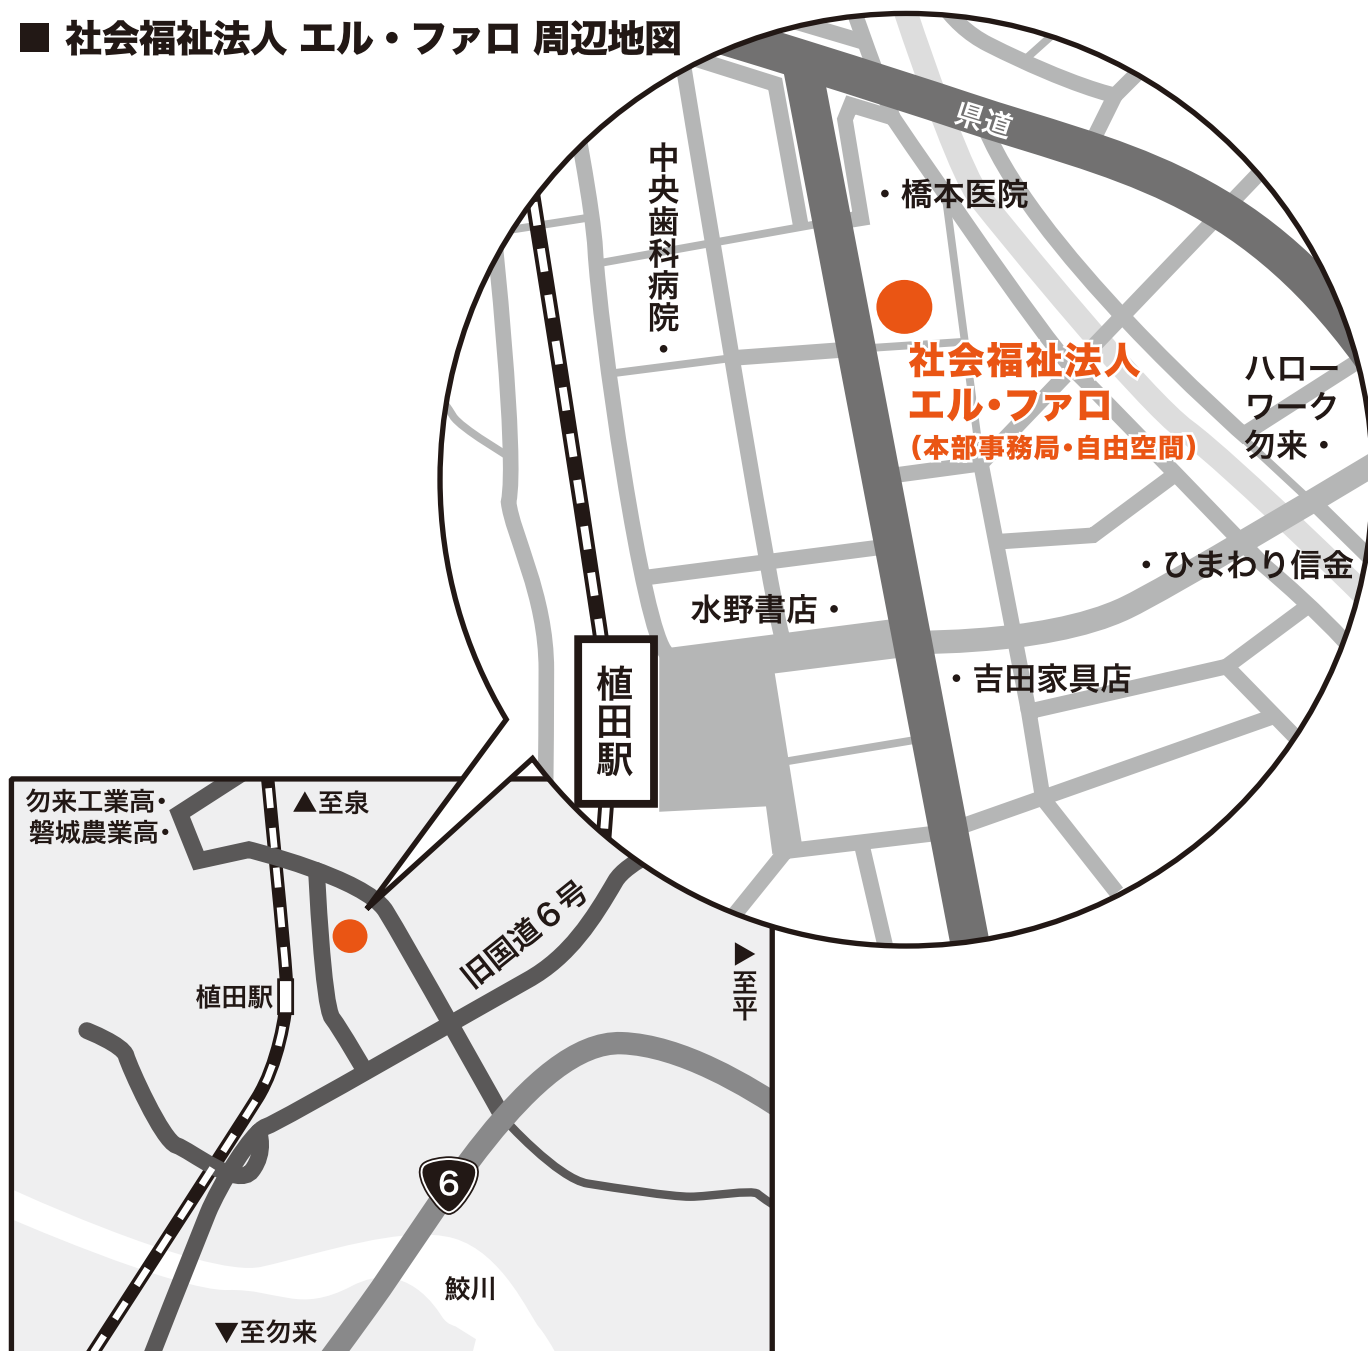 ■ 社会福祉法人 エル・ファロ 周辺地図
県道
中央歯科病院・
・橋本医院
社会福祉法人
エル・ファロ
（本部事務局・自由空間）
ハロー
ワーク
勿来・
・ひまわり信金
水野書店・
・吉田家具店
植田駅
勿来工業高・
磐城農業高・
▲至泉
旧国道6号
▶至平
植田駅
6
鮫川
▼至勿来